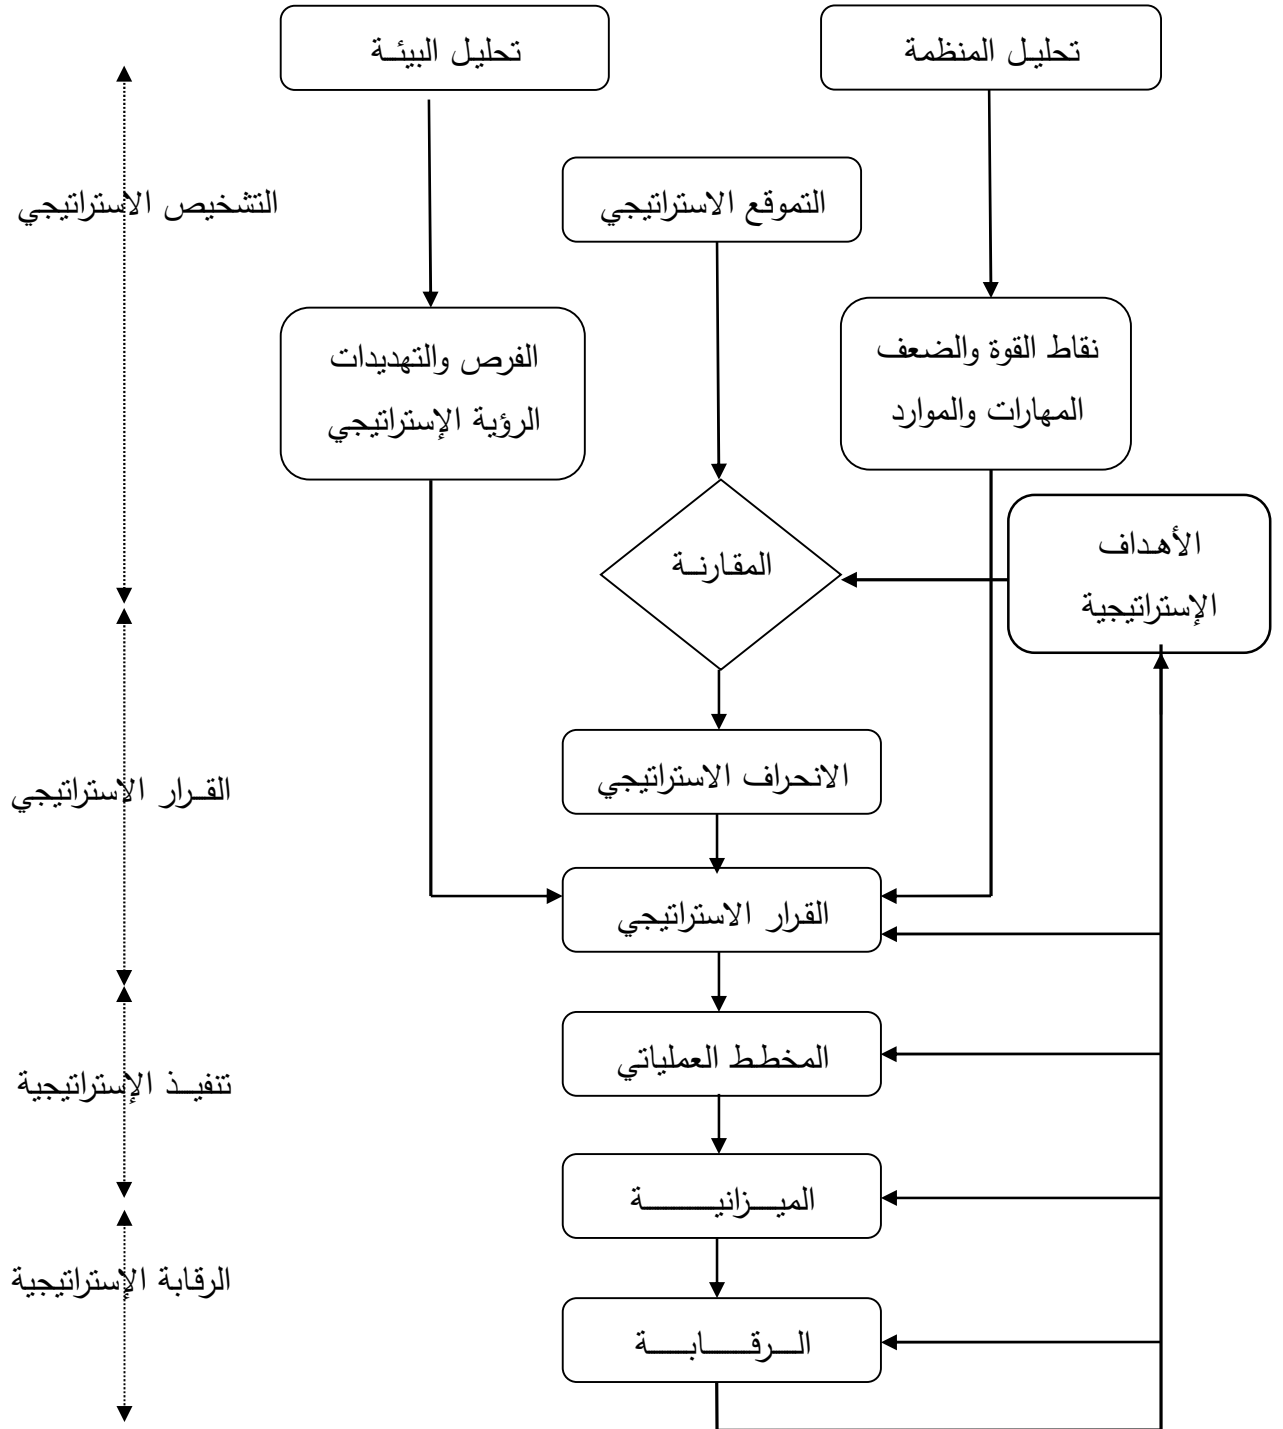 تحليل المنظمة
تحليل البيئة
التموقع الاستراتيجي
التشخيص الاستراتيجي
نقاط القوة والضعف
المهارات والموارد
الفرص والتهديدات
الرؤية الإستراتيجي
الأهداف
الإستراتيجية
المقارنة
الانحراف الاستراتيجي
القرار الاستراتيجي
القرار الاستراتيجي
المخطط العملياتي
تنفيذ الإستراتيجية
الميزانية
الرقابة الإستراتيجية
الرقابة